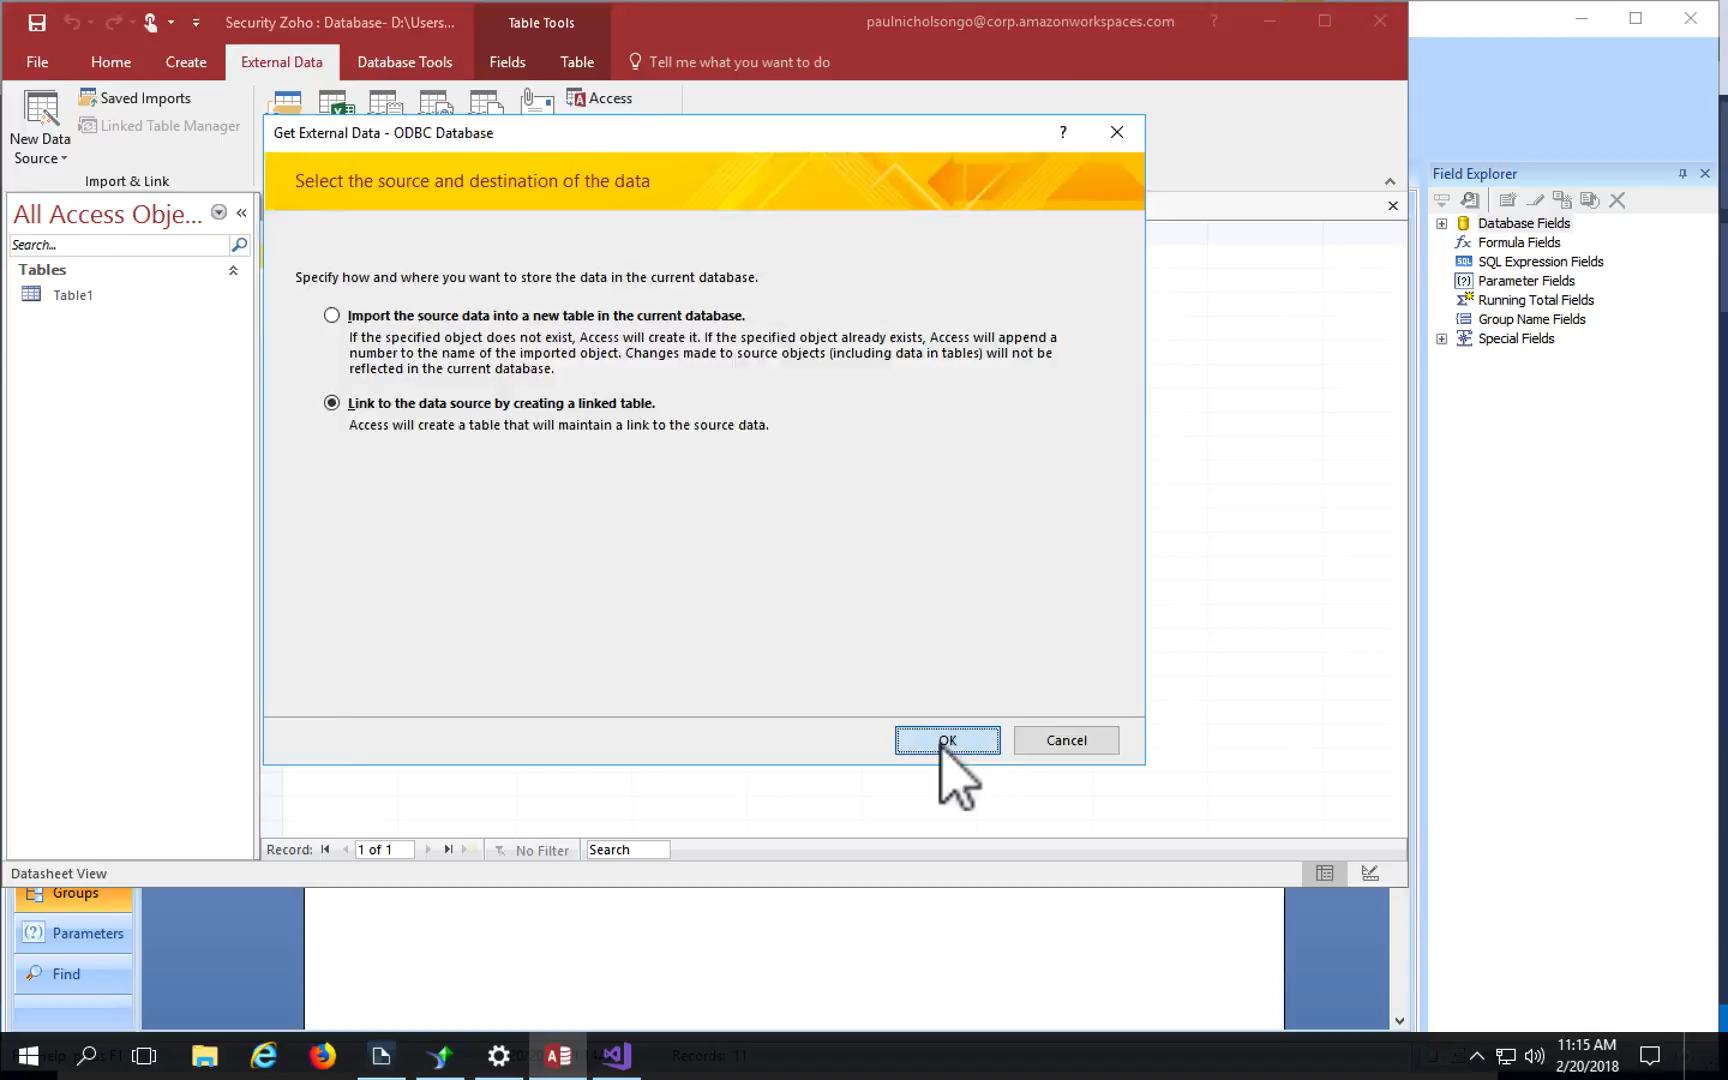 Security Zoho : Database- D:\Users...
Table Tools
paulnicholsongo@corp.amazonworkspaces.com
?
File
Home
Create
External Data
Database Tools
Fields
Table
Tell me what you want to do
New Data
Source
Saved Imports
Linked Table Manager
Import & Link
Access
Get External Data - ODBC Database
?
Select the source and destination of the data
Specify how and where you want to store the data in the current database.
Import the source data into a new table in the current database.
If the specified object does not exist, Access will create it. If the specified object already exists, Access will append a
number to the name of the imported object. Changes made to source objects (including data in tables) will not be
reflected in the current database.
Link to the data source by creating a linked table.
Access will create a table that will maintain a link to the source data.
OK
Cancel
All Access Obje...
Search...
Tables
Table1
Field Explorer
Database Fields
Formula Fields
SQL Expression Fields
Parameter Fields
Running Total Fields
Group Name Fields
Special Fields
Record:
1 of 1
No Filter
Search
Datasheet View
Groups
Parameters
Find
Records: 11
11:15 AM
2/20/2018